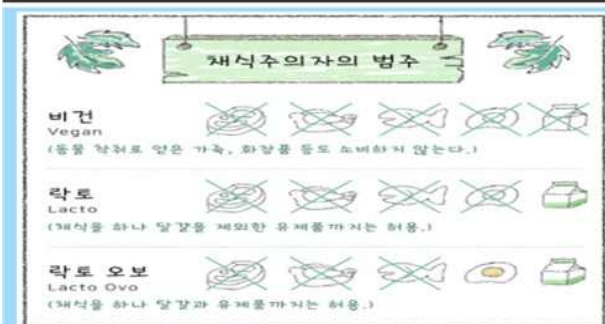 채식주의자의 범주
비건
Vegan
(동물 착취로 얻은 가죽, 화장품 등도 소비하지 않는다.)
락토
Lacto
(채식을 하나 달걀을 제외한 유제품까지는 허용.)
락토 오보
Lacto Ovo
(채식을 하나 달걀과 유제품까지는 허용.)